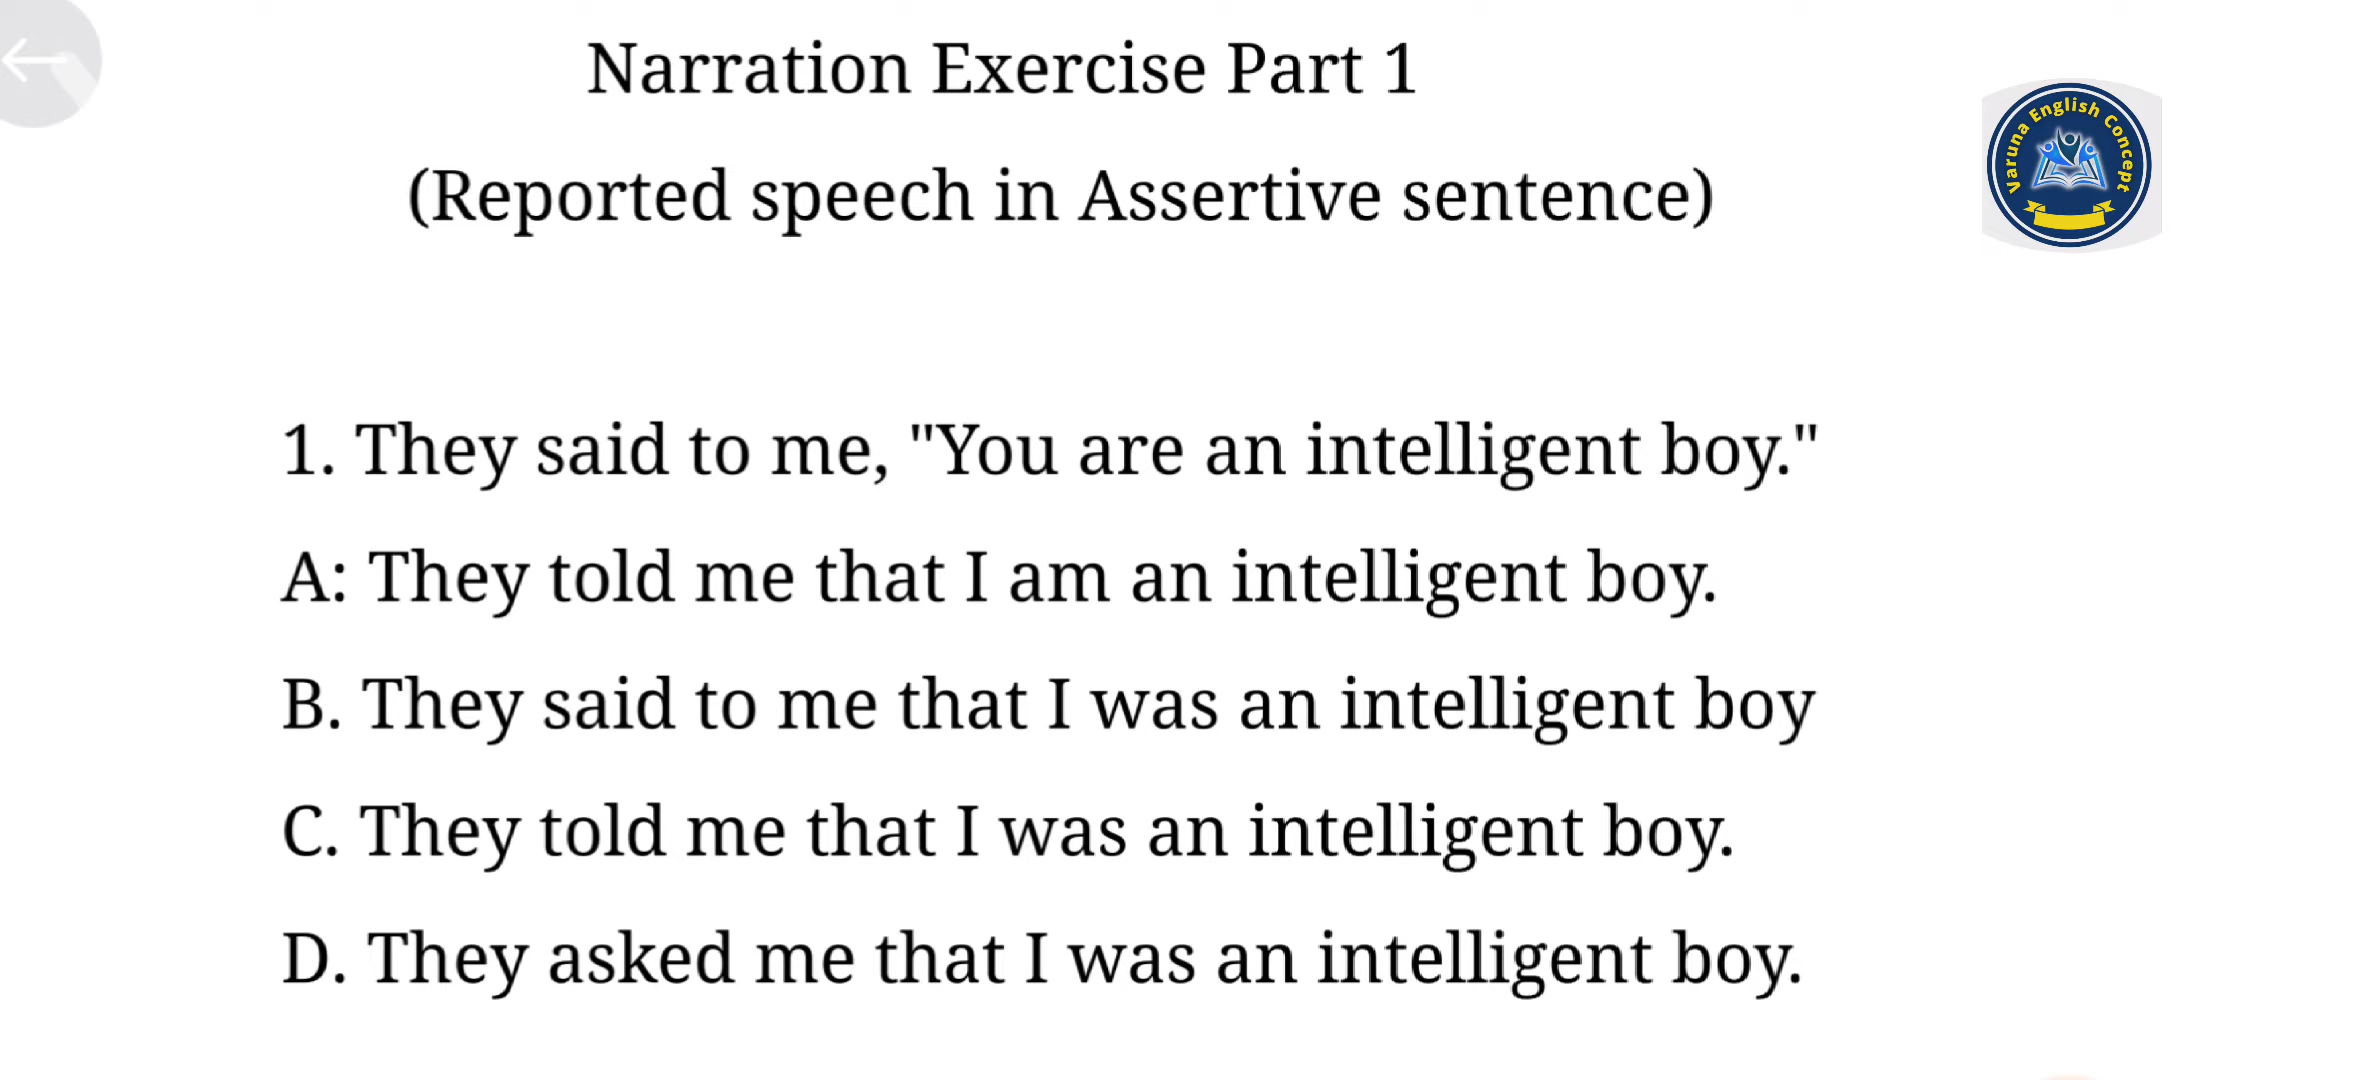 Narration Exercise Part 1
Varuna English Concept
(Reported speech in Assertive sentence)
1. They said to me, "You are an intelligent boy."
A: They told me that I am an intelligent boy.
B. They said to me that I was an intelligent boy
C. They told me that I was an intelligent boy.
D. They asked me that I was an intelligent boy.